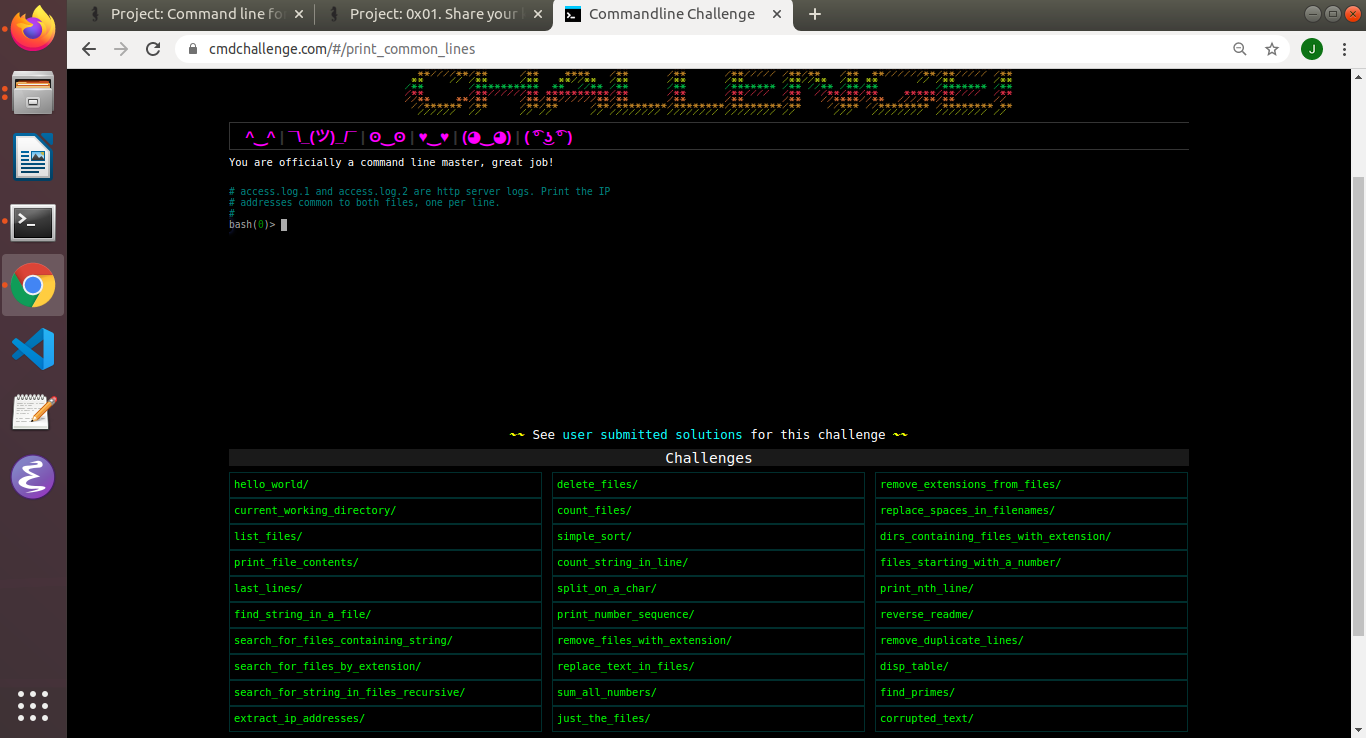 Project: Command line for
Project: 0x01. Share your
Commandline Challenge
cmdchallenge.com/#/print_common_lines
J
CHALLENGE
^‿^ | ¯\_(ツ)_/¯ | ʘ‿ʘ | ♥‿♥ | (◕‿◕) | ( ͡° ͜ʖ ͡°)
You are officially a command line master, great job!
# access.log.1 and access.log.2 are http server logs. Print the IP
# addresses common to both files, one per line.
#
bash(0)>
~~ See user submitted solutions for this challenge ~~
Challenges
hello_world/ delete_files/ remove_extensions_from_files/
current_working_directory/ count_files/ replace_spaces_in_filenames/
list_files/ simple_sort/ dirs_containing_files_with_extension/
print_file_contents/ count_string_in_line/ files_starting_with_a_number/
last_lines/ split_on_a_char/ print_nth_line/
find_string_in_a_file/ print_number_sequence/ reverse_readme/
search_for_files_containing_string/ remove_files_with_extension/ remove_duplicate_lines/
search_for_files_by_extension/ replace_text_in_files/ disp_table/
search_for_string_in_files_recursive/ sum_all_numbers/ find_primes/
extract_ip_addresses/ just_the_files/ corrupted_text/